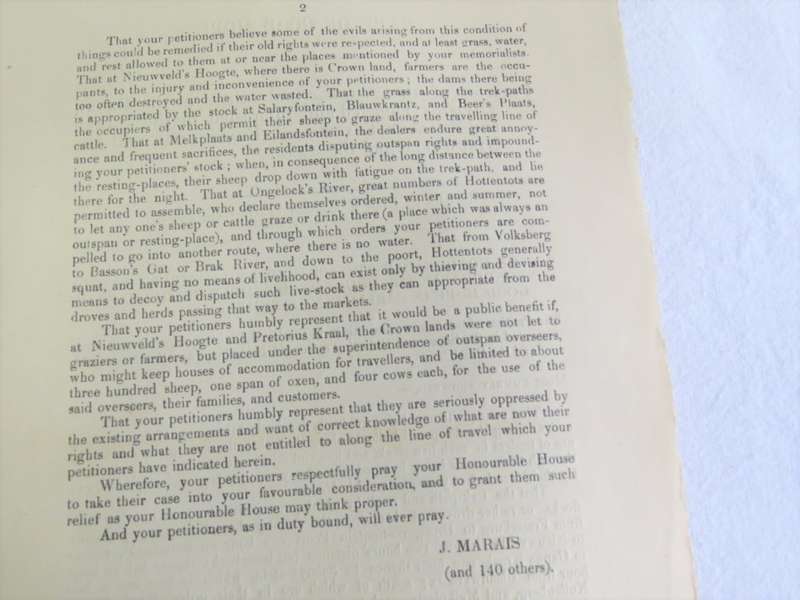 2
That your petitioners believe some of the evils arising from this condition of
things could be remedied if their old rights were respected, and at least grass, water,
and rest allowed to them at or near the places mentioned by your memorialists.
That at Nieuwveld's Hoogte, where there is Crown land, farmers are the occu-
pants, to the injury and inconvenience of your petitioners; the dams there being
too often destroyed and the water wasted. That the grass along the trek-paths
is appropriated by the stock at Salaryfontein, Blauwkrantz, and Beer's Plaats,
the occupiers of which permit their sheep to graze along the travelling line of
cattle. That at Melkplaats and Eilandsfontein, the dealers endure great annoy-
ance and frequent sacrifices, the residents disputing outspan rights and impound-
ing your petitioners' stock; when, in consequence of the long distance between the
the resting-places, their sheep drop down with fatigue on the trek-path, and lie
there for the night. That at Ongelock's River, great numbers of Hottentots are
permitted to assemble, who declare themselves ordered, winter and summer, not
to let any one's sheep or cattle graze or drink there (a place which was always an
outspan or resting-place), and through which orders your petitioners are com-
pelled to go into another route, where there is no water. That from Volksberg
to Basson's Gat or Brak River, and down to the poort, Hottentots generally
squat, and having no means of livelihood, can exist only by thieving and devising
means to decoy and dispatch such live-stock as they can appropriate from the
droves and herds passing that way to the markets.
That your petitioners humbly represent that it would be a public benefit if,
at Nieuwveld's Hoogte and Pretorius Kraal, the Crown lands were not let to
graziers or farmers, but placed under the superintendence of outspan overseers,
who might keep houses of accommodation for travellers, and be limited to about
three hundred sheep, one span of oxen, and four cows each, for the use of the
said overseers, their families, and customers.
That your petitioners humbly represent that they are seriously oppressed by
the existing arrangements and want of correct knowledge of what are now their
rights and what they are not entitled to along the line of travel which your
petitioners have indicated herein.
Wherefore, your petitioners respectfully pray your Honourable House
to take their case into your favourable consideration, and to grant them such
relief as your Honourable House may think proper.
And your petitioners, as in duty bound, will ever pray.
J. MARAIS
(and 140 others).